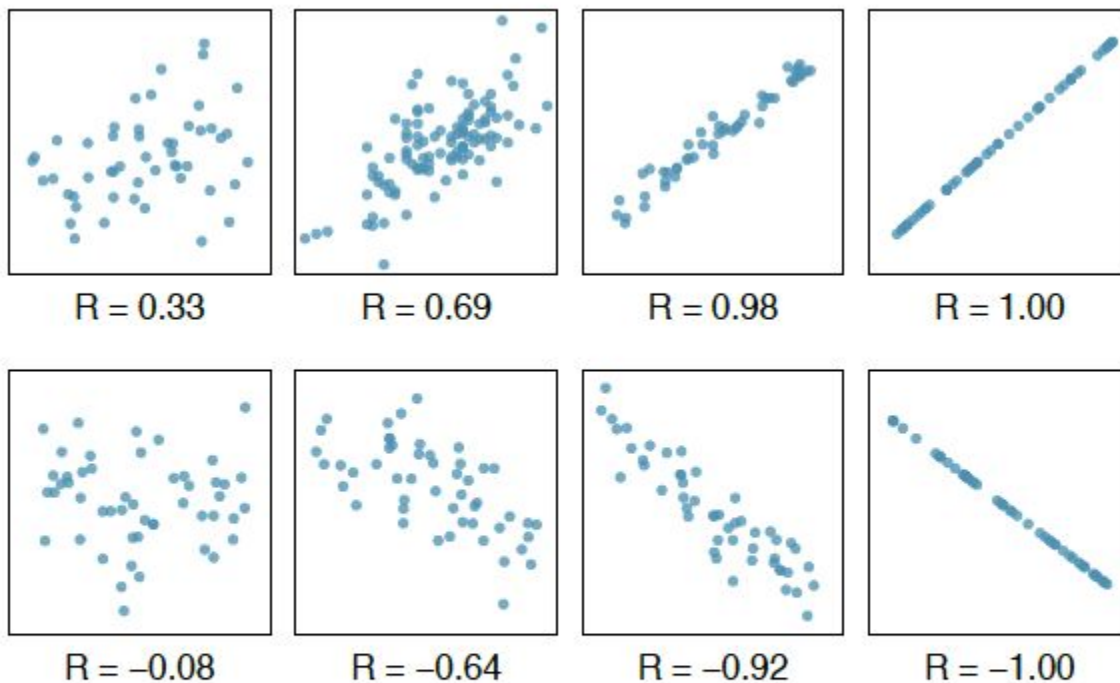 R = 0.33 R = 0.69 R = 0.98 R = 1.00
R = −0.08 R = −0.64 R = −0.92 R = −1.00